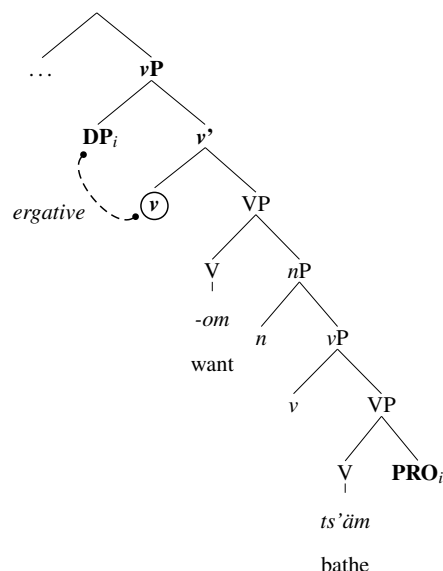 ...
vP
DPi
v'
ergative
v
VP
V
nP
-om
n
vP
want
v
VP
V
PROi
ts'äm
bathe